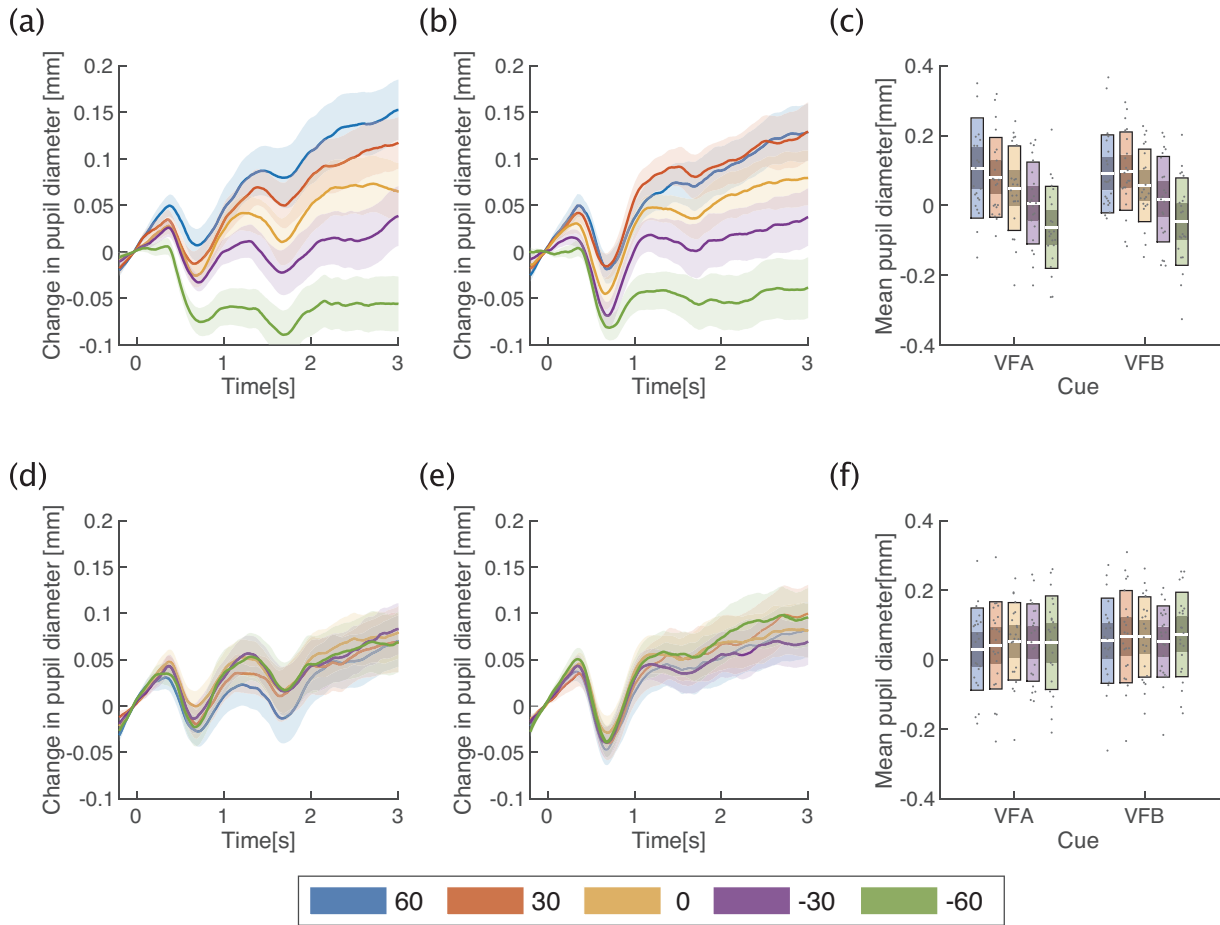 (a)
(b)
(c)
Change in pupil diameter [mm]
0.2
0.15
0.1
0.05
0
-0.05
-0.1
0
1
2
3
Time[s]
Change in pupil diameter [mm]
0.2
0.15
0.1
0.05
0
-0.05
-0.1
0
1
2
3
Time[s]
Mean pupil diameter[mm]
0.4
0.2
0
-0.2
-0.4
VFA
VFB
Cue
(d)
(e)
(f)
Change in pupil diameter [mm]
0.2
0.15
0.1
0.05
0
-0.05
-0.1
0
1
2
3
Time[s]
Change in pupil diameter [mm]
0.2
0.15
0.1
0.05
0
-0.05
-0.1
0
1
2
3
Time[s]
Mean pupil diameter[mm]
0.4
0.2
0
-0.2
-0.4
VFA
VFB
Cue
60
30
0
-30
-60